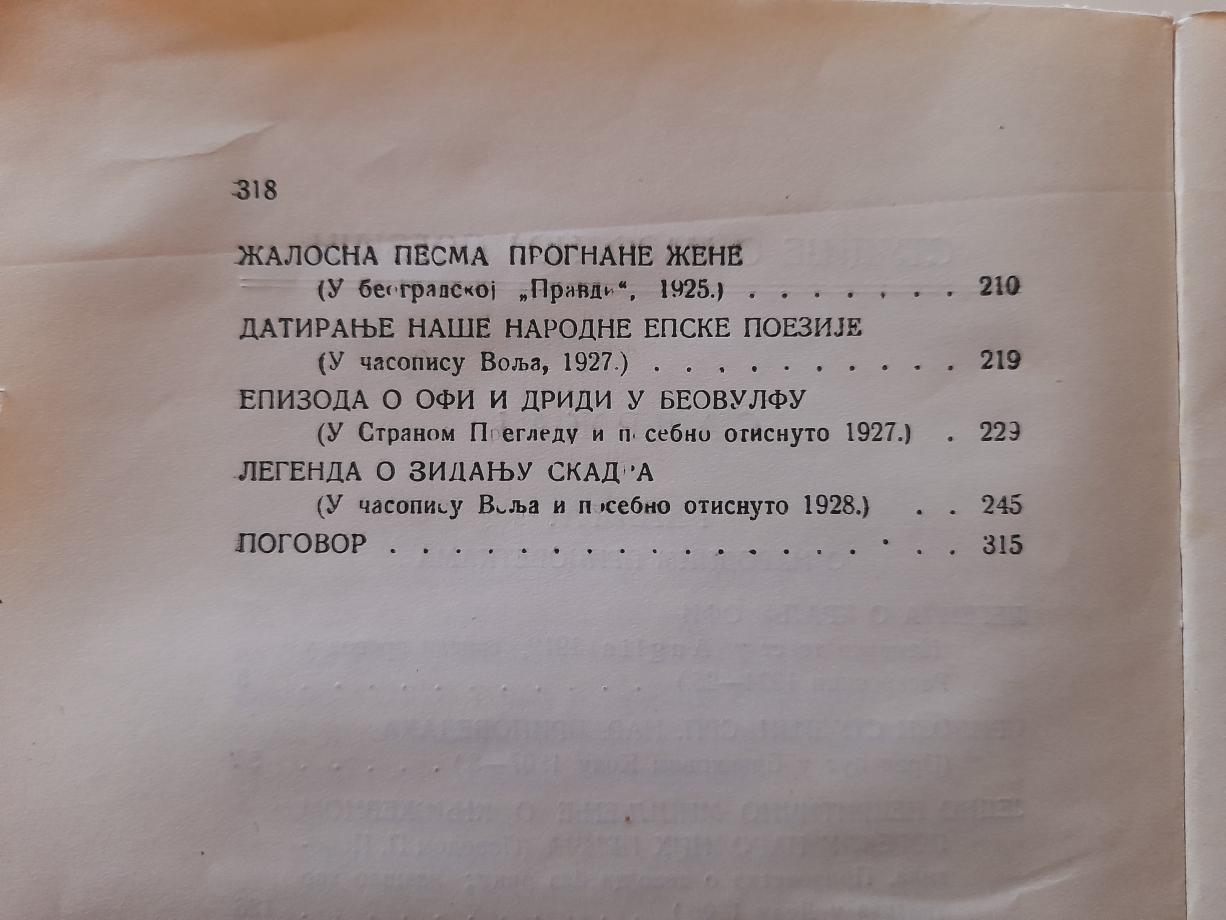 318
ЖАЛОСНА ПЕСМА ПРОГНАНЕ ЖЕНЕ
(У београдској „Правди“, 1925.) . . . . . . . 210
ДАТИРАЊЕ НАШЕ НАРОДНЕ ЕПСКЕ ПОЕЗИЈЕ
(У часопису Воља, 1927.) . . . . . . . . . . 219
ЕПИЗОДА О ОФИ И ДРИДИ У БЕОВУЛФУ
(У Страном Прегледу и посебно отиснуто 1927.) . 229
ЛЕГЕНДА О ЗИДАЊУ СКАДРА
(У часопису Воља и посебно отиснуто 1928.) . . 245
ПОГОВОР . . . . . . . . . . . . . . . . . . 315